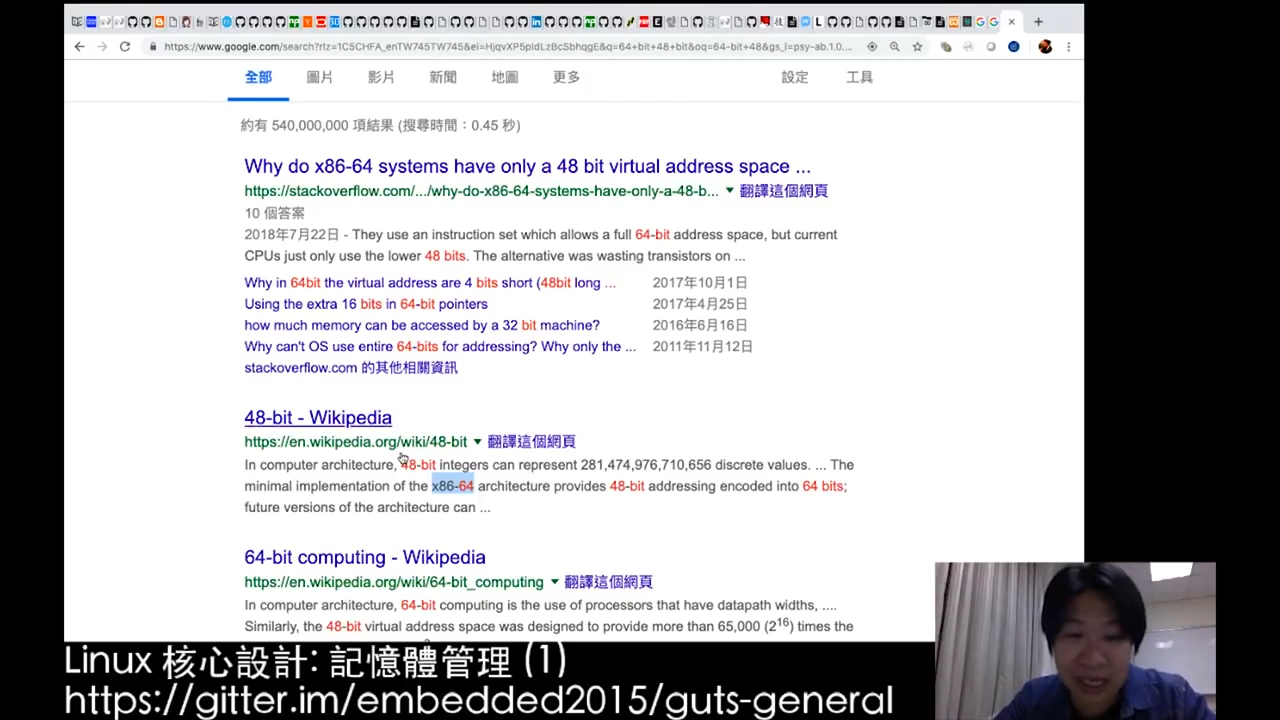 https://www.google.com/search?rlz=1C5CHFA_enTW745TW745&ei=HjqvXP5pldLzBcSbhqgE&q=64+bit+48+bit&oq=64-bit+48&gs_l=psy-ab.1.0....
全部 圖片 影片 新聞 地圖 更多 設定 工具
約有 540,000,000 項結果 (搜尋時間：0.45 秒)
Why do x86-64 systems have only a 48 bit virtual address space ...
https://stackoverflow.com/.../why-do-x86-64-systems-have-only-a-48-b... ▼ 翻譯這個網頁
10 個答案
2018年7月22日 - They use an instruction set which allows a full 64-bit address space, but current
CPUs just only use the lower 48 bits. The alternative was wasting transistors on ...
Why in 64bit the virtual address are 4 bits short (48bit long ... 2017年10月1日
Using the extra 16 bits in 64-bit pointers 2017年4月25日
how much memory can be accessed by a 32 bit machine? 2016年6月16日
Why can't OS use entire 64-bits for addressing? Why only the ... 2011年11月12日
stackoverflow.com 的其他相關資訊
48-bit - Wikipedia
https://en.wikipedia.org/wiki/48-bit ▼ 翻譯這個網頁
In computer architecture, 48-bit integers can represent 281,474,976,710,656 discrete values. ... The
minimal implementation of the x86-64 architecture provides 48-bit addressing encoded into 64 bits;
future versions of the architecture can ...
64-bit computing - Wikipedia
https://en.wikipedia.org/wiki/64-bit_computing ▼ 翻譯這個網頁
In computer architecture, 64-bit computing is the use of processors that have datapath widths, ....
Similarly, the 48-bit virtual address space was designed to provide more than 65,000 (2¹⁶) times the
Linux 核心設計: 記憶體管理 (1)
https://gitter.im/embedded2015/guts-general